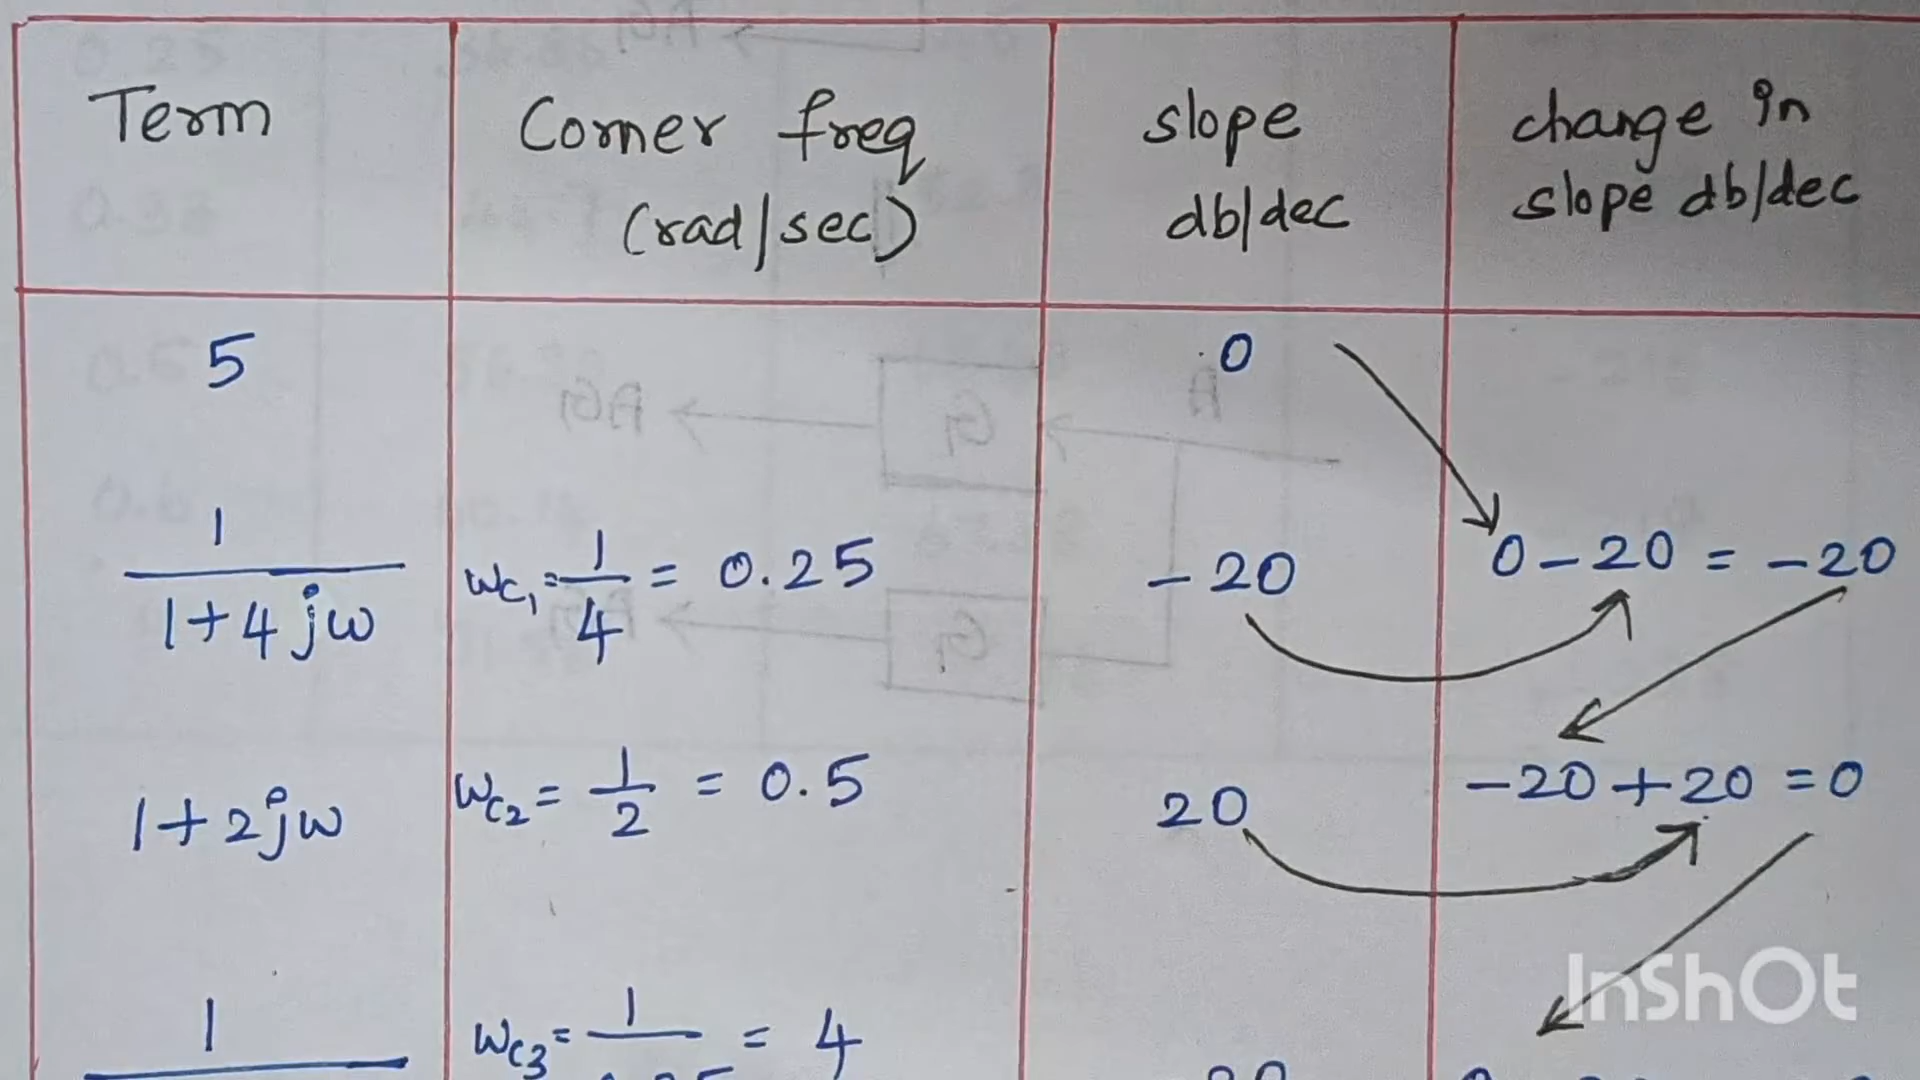 Term
Corner freq
(rad/sec)
slope
db/dec
change in
slope db/dec
5
0
1
1+4jω
ωc1 = 1/4 = 0.25
-20
0-20 = -20
1+2jω
ωc2 = 1/2 = 0.5
20
-20+20 = 0
1
ωc3 = 1
= 4
InShOt